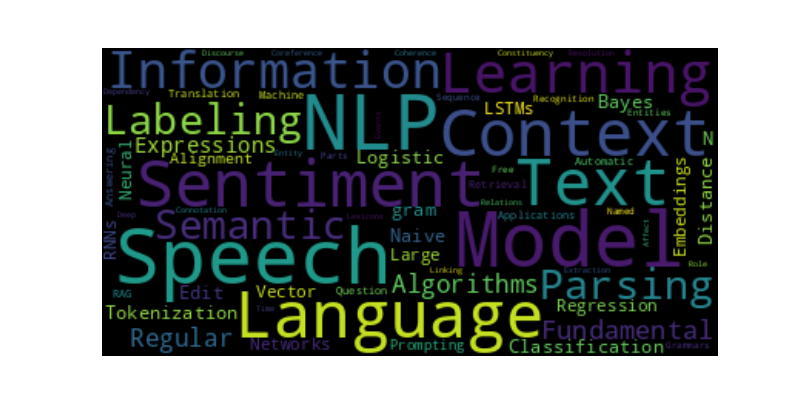 Discourse Coreference Coherence Constituency Resolution
Information Learning
Dependency Translation Machine Sequence Recognition
Labeling NLP Context LSTMs Bayes Entities
Expressions Events N
Alignment Entity Parts Logistic Automatic
Answering Neural Sentiment Free Text Embeddings Distance
Retrieval
Connotation Lexicons gram Relations Applications Named
Semantic Model Affect
RNNs Deep Naive
Speech Large Linking Extraction Role
RAG Edit Vector Question Algorithms Parsing
Tokenization Time Language Regression
Regular Fundamental
Networks Prompting Classification Grammars